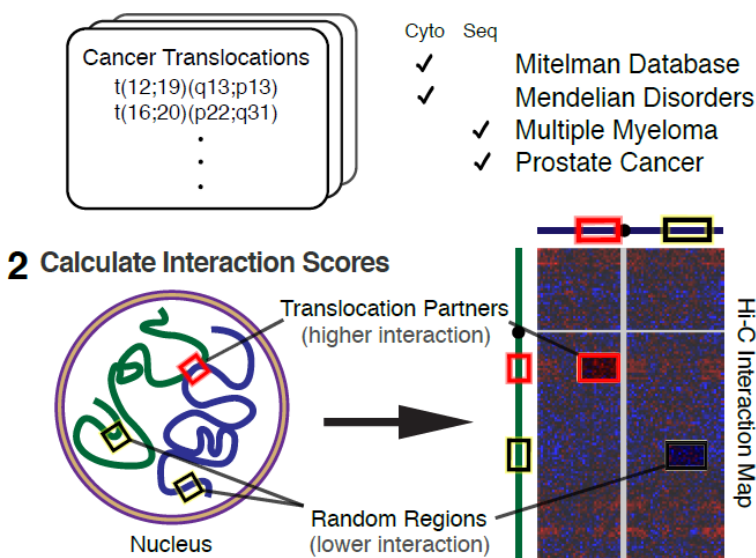 Cancer Translocations
t(12;19)(q13;p13)
t(16;20)(p22;q31)
Cyto Seq
✓ Mitelman Database
✓ Mendelian Disorders
✓ Multiple Myeloma
✓ Prostate Cancer
2 Calculate Interaction Scores
Translocation Partners
(higher interaction)
Hi-C Interaction Map
Random Regions
(lower interaction)
Nucleus